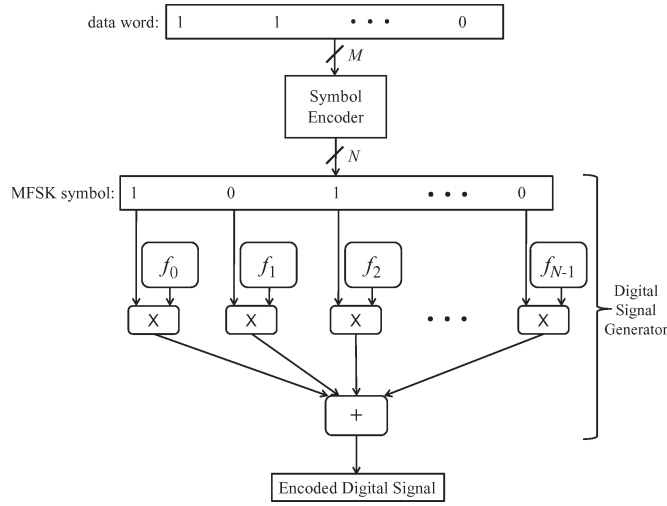 data word: 1 1 • • • 0
M
Symbol
Encoder
N
MFSK symbol: 1 0 1 • • • 0
f0 f1 f2 fN-1
X X X • • • X
Digital
Signal
Generator
+
Encoded Digital Signal